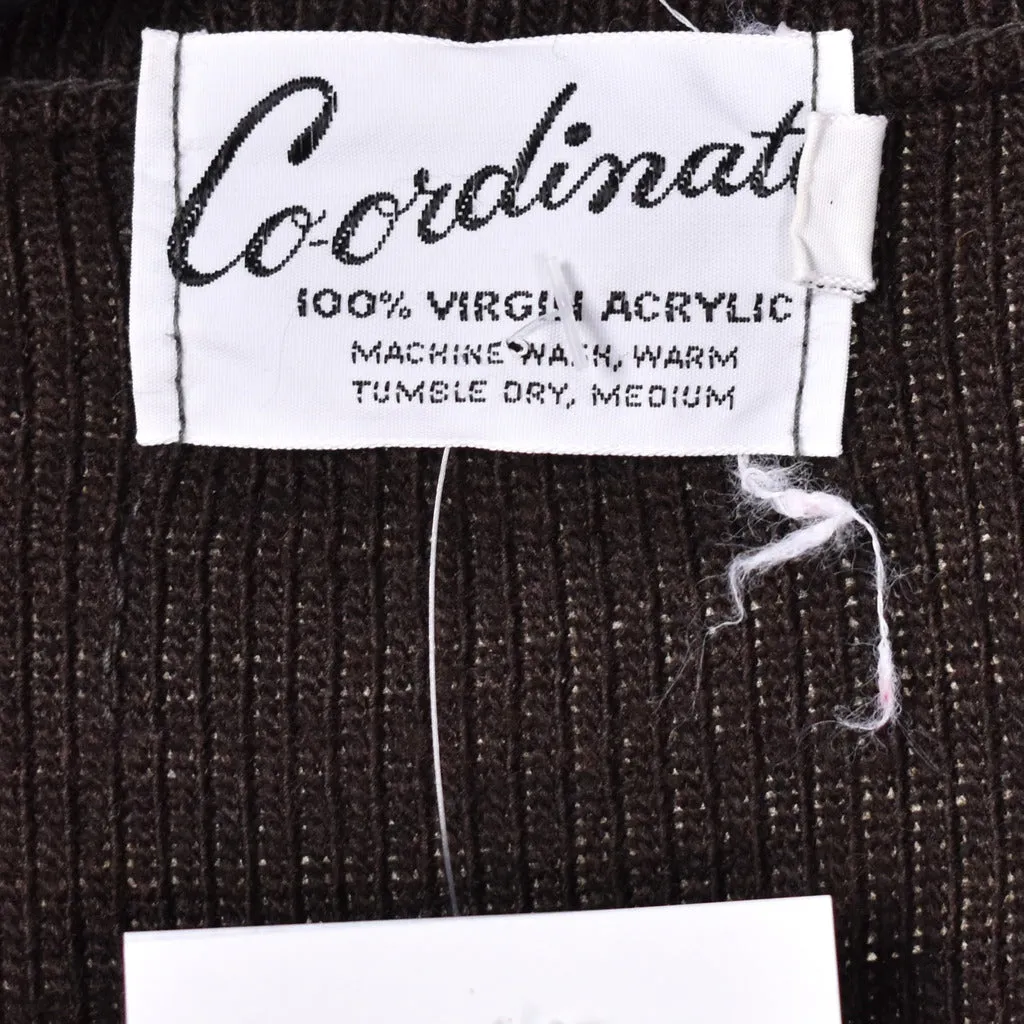 Co-ordinat
100% VIRGIN ACRYLIC
MACHINE WASH, WARM
TUMBLE DRY, MEDIUM